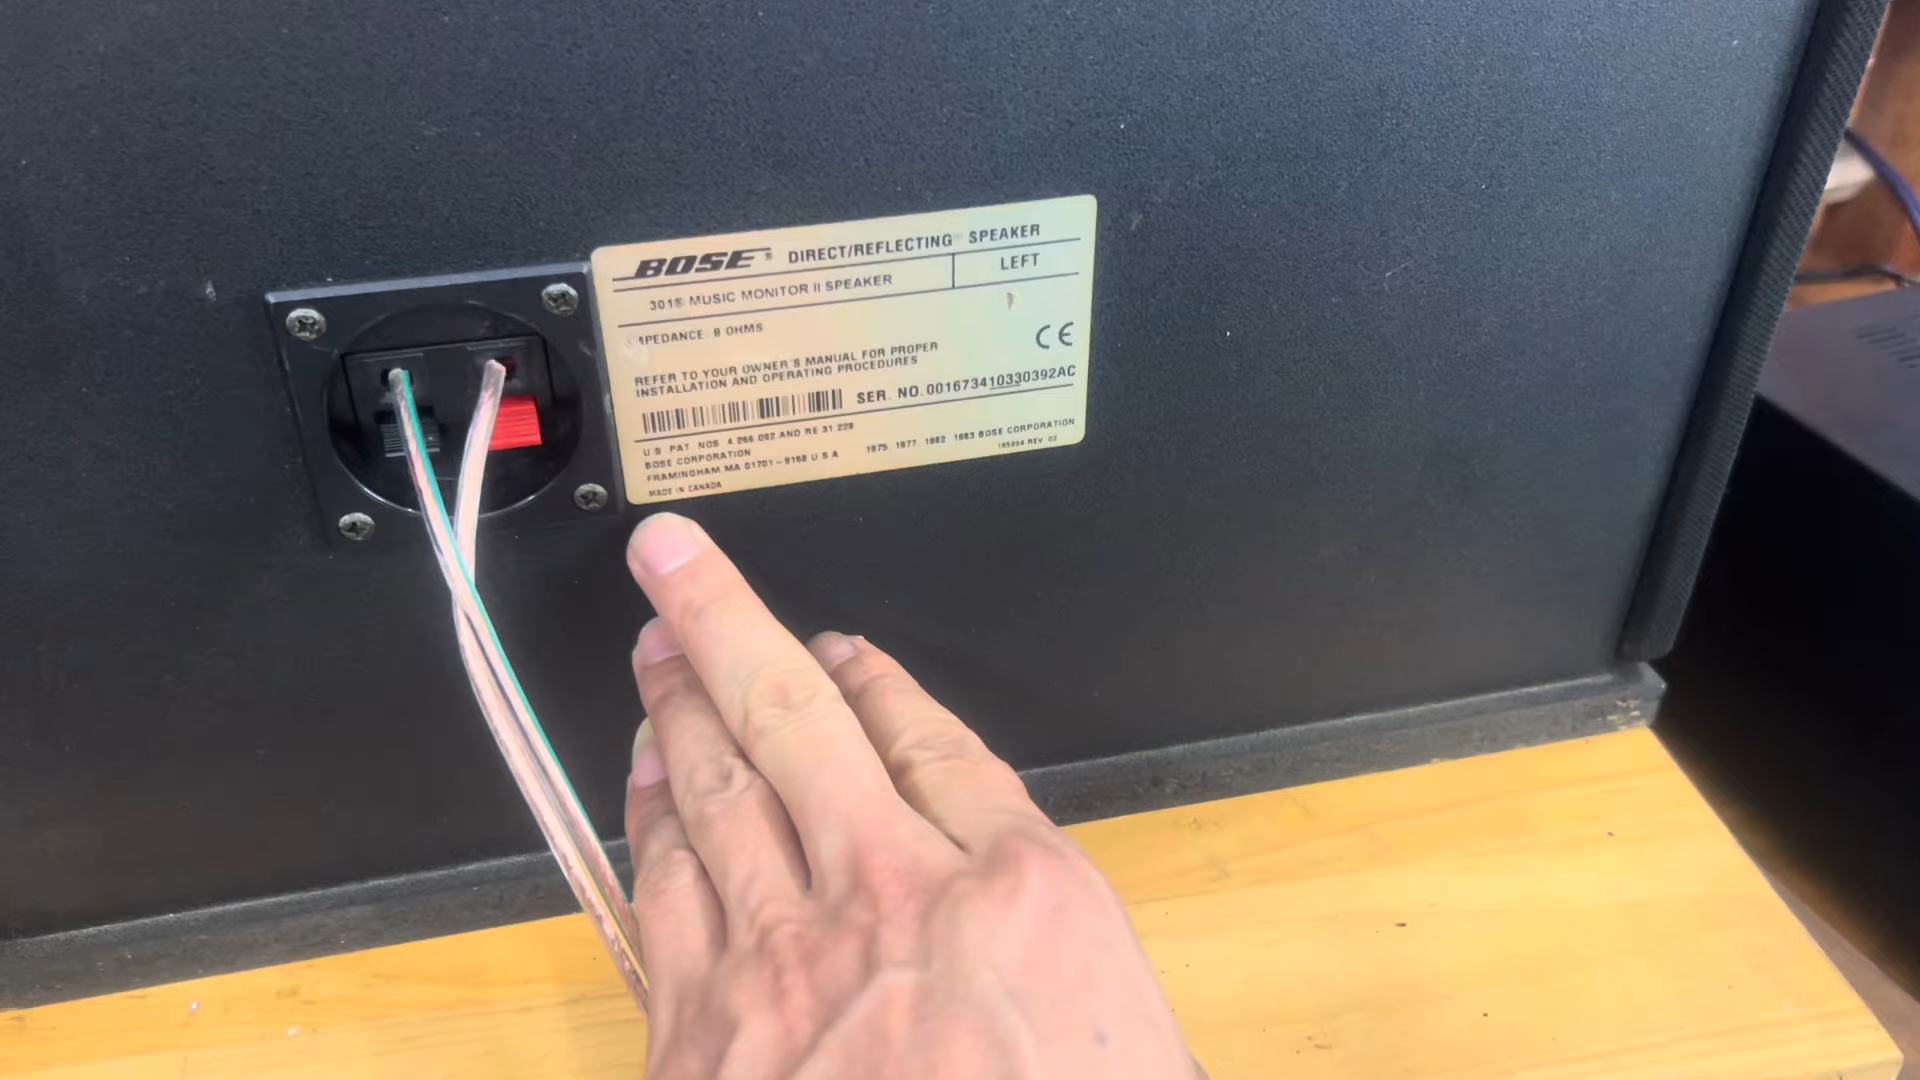 BOSE® DIRECT/REFLECTING™ SPEAKER
301® MUSIC MONITOR II SPEAKER
LEFT
MPEDANCE: 8 OHMS
CE
REFER TO YOUR OWNER'S MANUAL FOR PROPER
INSTALLATION AND OPERATING PROCEDURES
SER. NO. 001673410330392AC
U S PAT NOS 4.266.092 AND RE 31.228
BOSE CORPORATION
FRAMINGHAM MA 01701-9168 U S A
1975 1977. 1982. 1983 BOSE CORPORATION
REV. 02
MADE IN CANADA